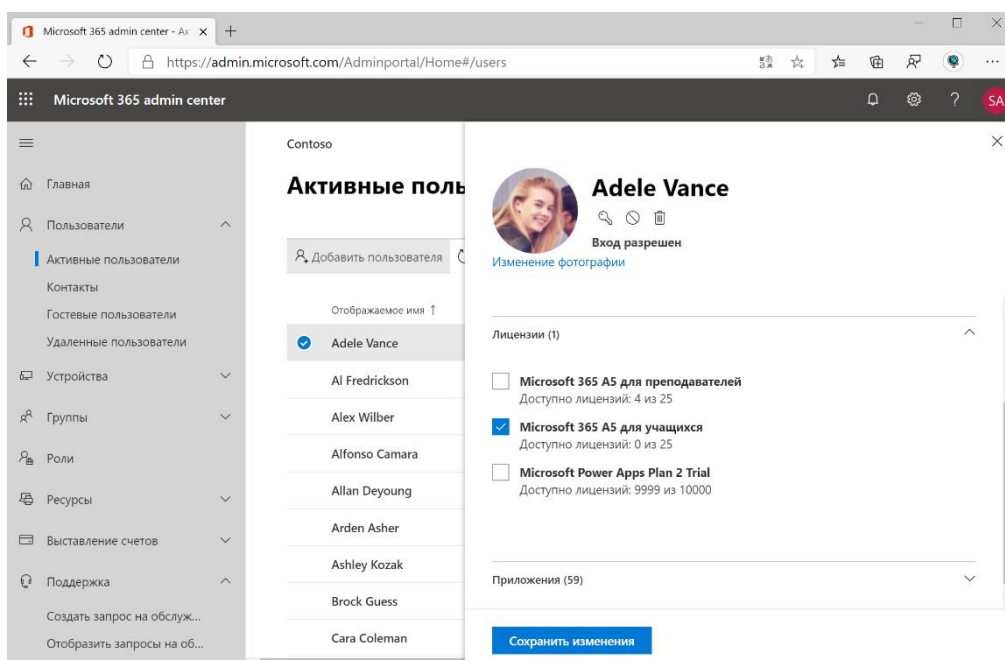 Microsoft 365 admin center - Ак
https://admin.microsoft.com/Adminportal/Home#/users
Microsoft 365 admin center
SA
Главная
Пользователи
Активные пользователи
Контакты
Гостевые пользователи
Удаленные пользователи
Устройства
Группы
Роли
Ресурсы
Выставление счетов
Поддержка
Создать запрос на обслуж...
Отобразить запросы на об...
Contoso
Активные поль
Добавить пользователя
Отображаемое имя ↑
Adele Vance
Al Fredrickson
Alex Wilber
Alfonso Camara
Allan Deyoung
Arden Asher
Ashley Kozak
Brock Guess
Cara Coleman
Adele Vance
Вход разрешен
Изменение фотографии
Лицензии (1)
Microsoft 365 A5 для преподавателей
Доступно лицензий: 4 из 25
Microsoft 365 A5 для учащихся
Доступно лицензий: 0 из 25
Microsoft Power Apps Plan 2 Trial
Доступно лицензий: 9999 из 10000
Приложения (59)
Сохранить изменения